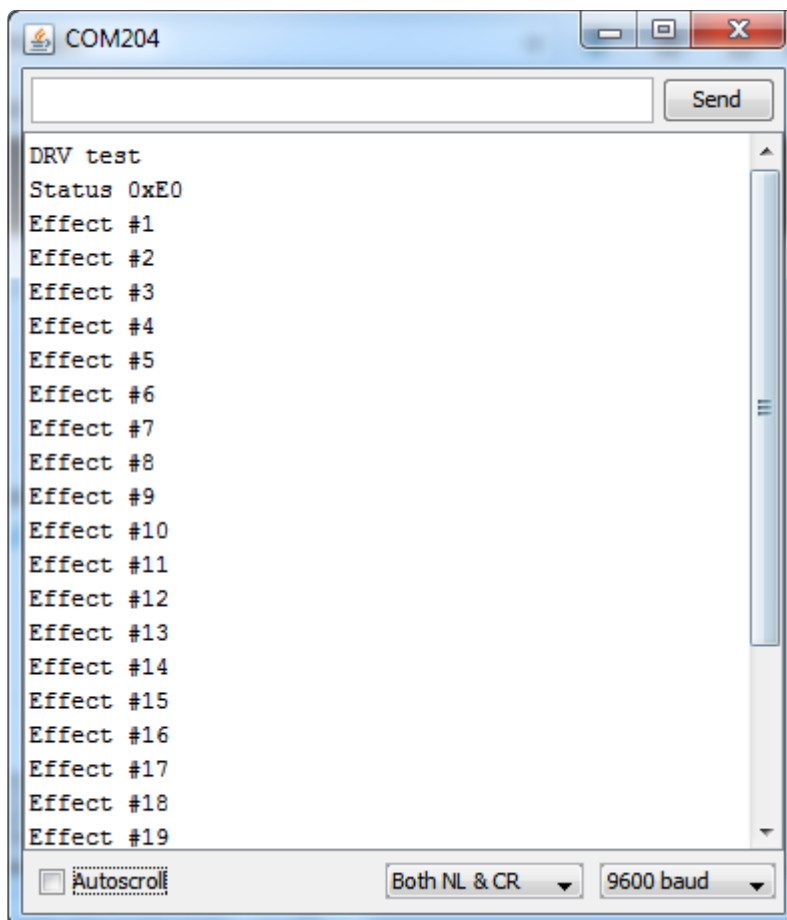 COM204
Send
DRV test
Status 0xE0
Effect #1
Effect #2
Effect #3
Effect #4
Effect #5
Effect #6
Effect #7
Effect #8
Effect #9
Effect #10
Effect #11
Effect #12
Effect #13
Effect #14
Effect #15
Effect #16
Effect #17
Effect #18
Effect #19
Autoscroll
Both NL & CR
9600 baud